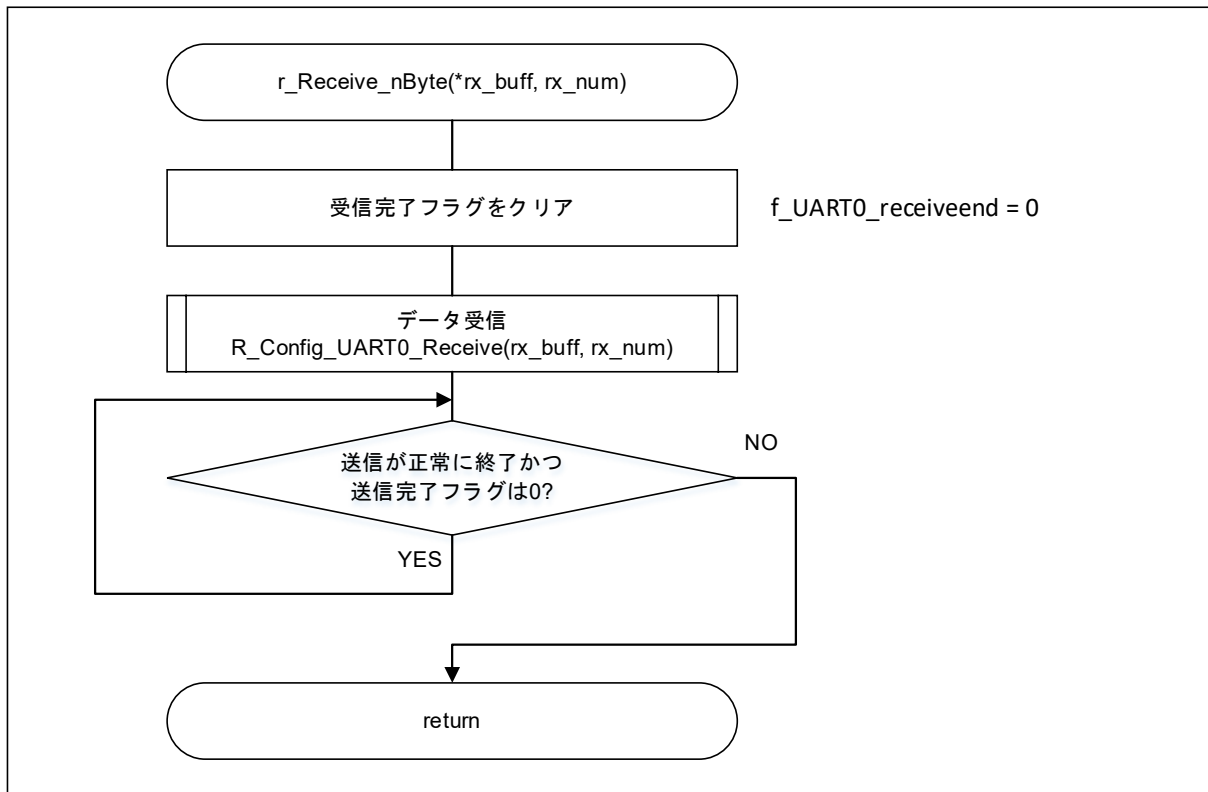 r_Receive_nByte(*rx_buff, rx_num)
受信完了フラグをクリア
f_UART0_receiveend = 0
データ受信
R_Config_UART0_Receive(rx_buff, rx_num)
送信が正常に終了かつ
送信完了フラグは0?
NO
YES
return